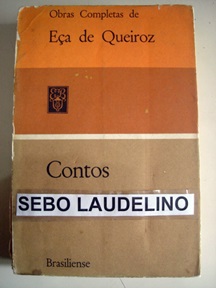 Obras Completas de
Eça de Queiroz
Contos
SEBO LAUDELINO
Brasiliense